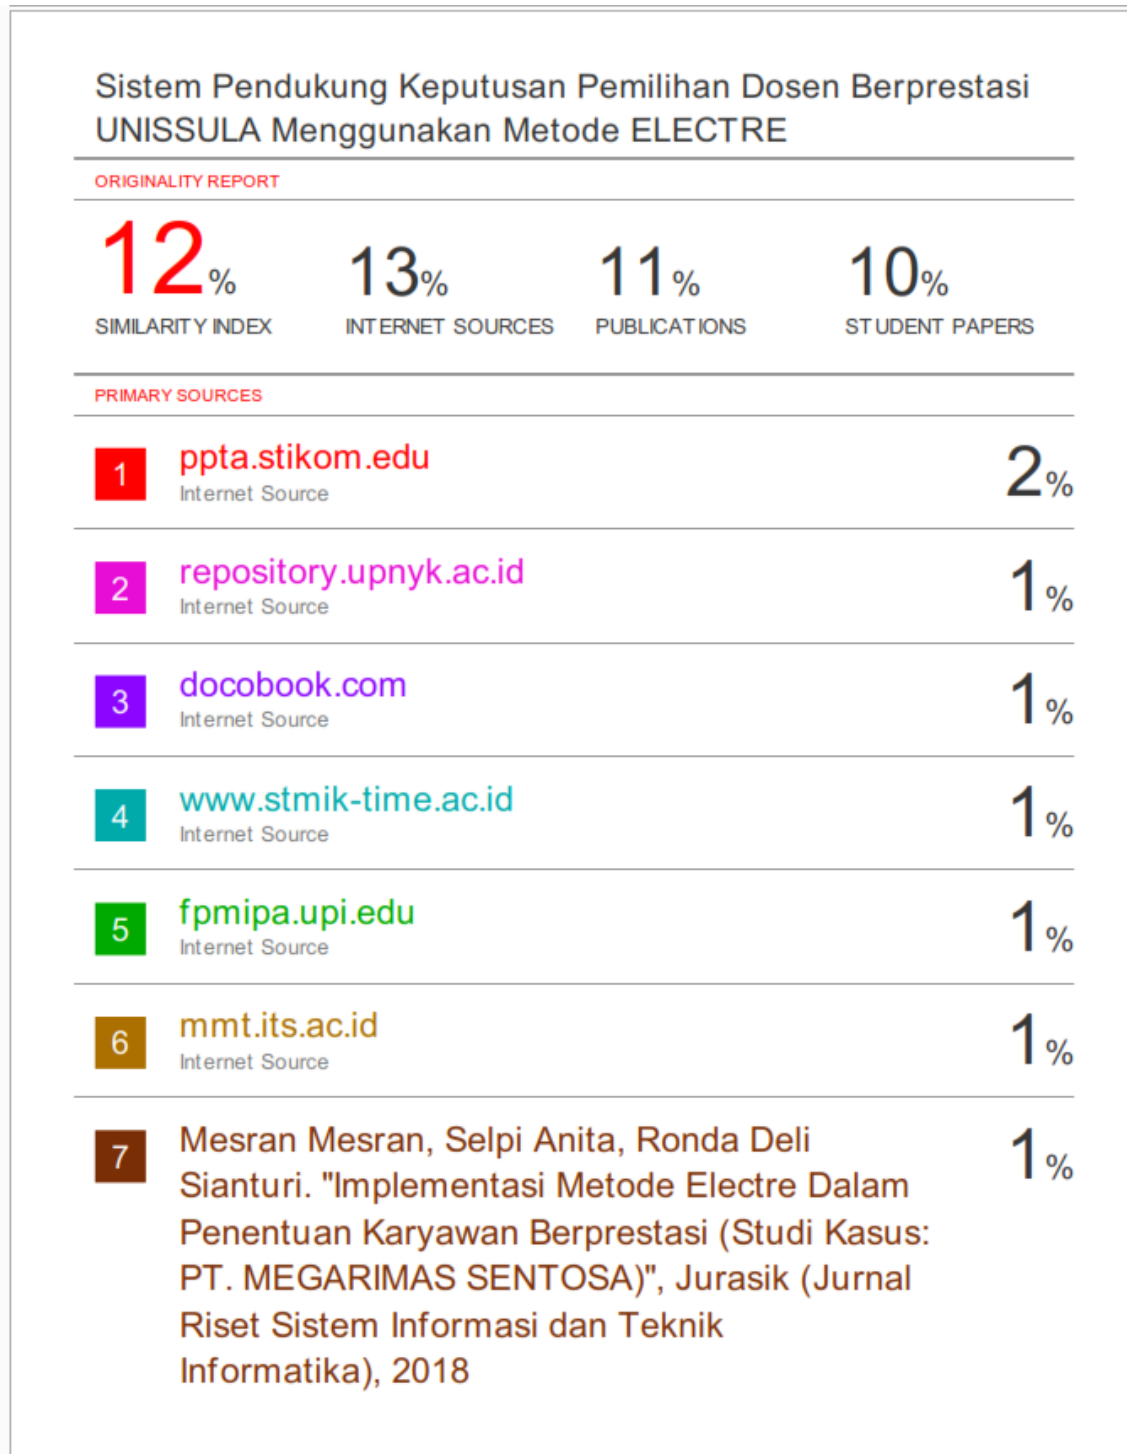 Sistem Pendukung Keputusan Pemilihan Dosen Berprestasi
UNISSULA Menggunakan Metode ELECTRE
ORIGINALITY REPORT
12%
13%
11%
10%
SIMILARITY INDEX
INTERNET SOURCES
PUBLICATIONS
STUDENT PAPERS
PRIMARY SOURCES
1
ppta.stikom.edu
Internet Source
2%
2
repository.upnyk.ac.id
Internet Source
1%
3
docobook.com
Internet Source
1%
4
www.stmik-time.ac.id
Internet Source
1%
5
fpmipa.upi.edu
Internet Source
1%
6
mmt.its.ac.id
Internet Source
1%
7
Mesran Mesran, Selpi Anita, Ronda Deli
Sianturi. "Implementasi Metode Electre Dalam
Penentuan Karyawan Berprestasi (Studi Kasus:
PT. MEGARIMAS SENTOSA)", Jurasik (Jurnal
Riset Sistem Informasi dan Teknik
Informatika), 2018
1%